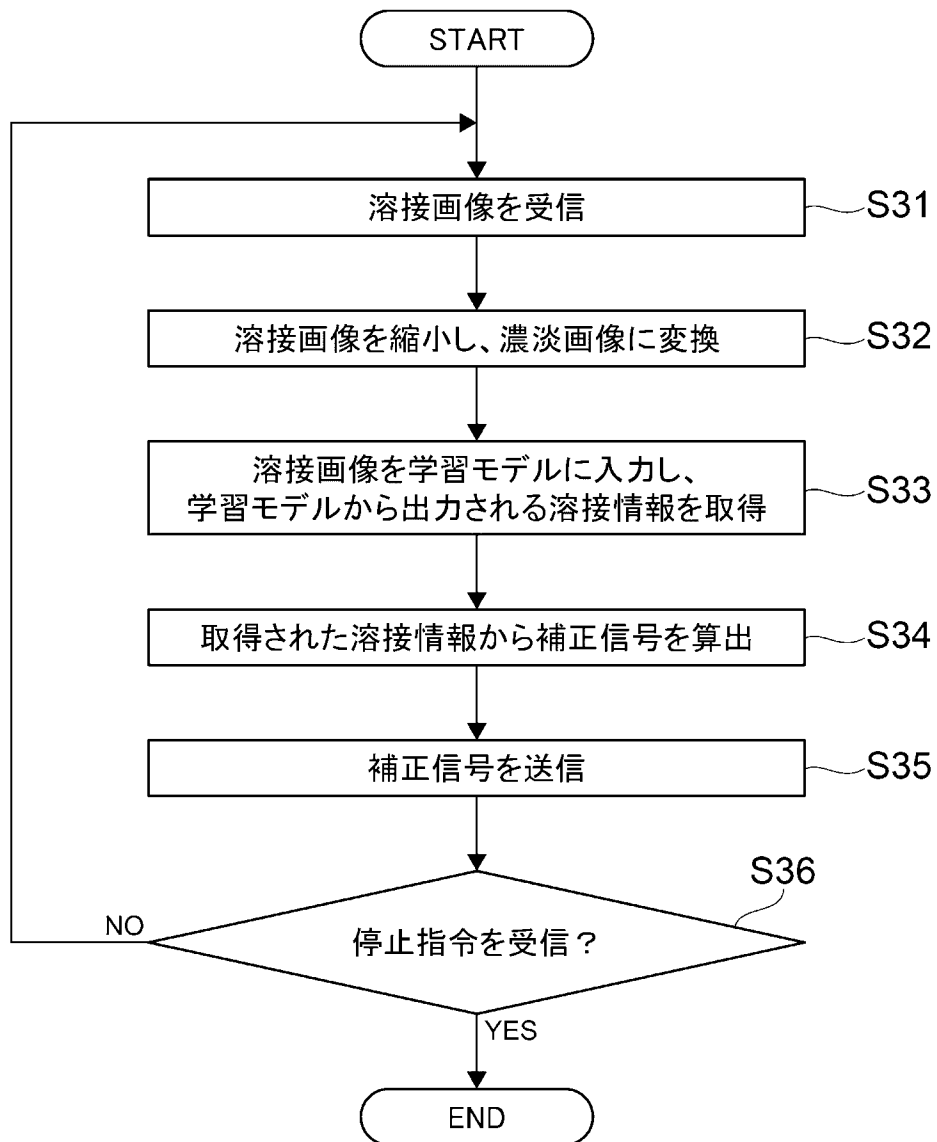 START
溶接画像を受信
S31
溶接画像を縮小し、濃淡画像に変換
S32
溶接画像を学習モデルに入力し、
学習モデルから出力される溶接情報を取得
S33
取得された溶接情報から補正信号を算出
S34
補正信号を送信
S35
S36
NO
停止指令を受信？
YES
END